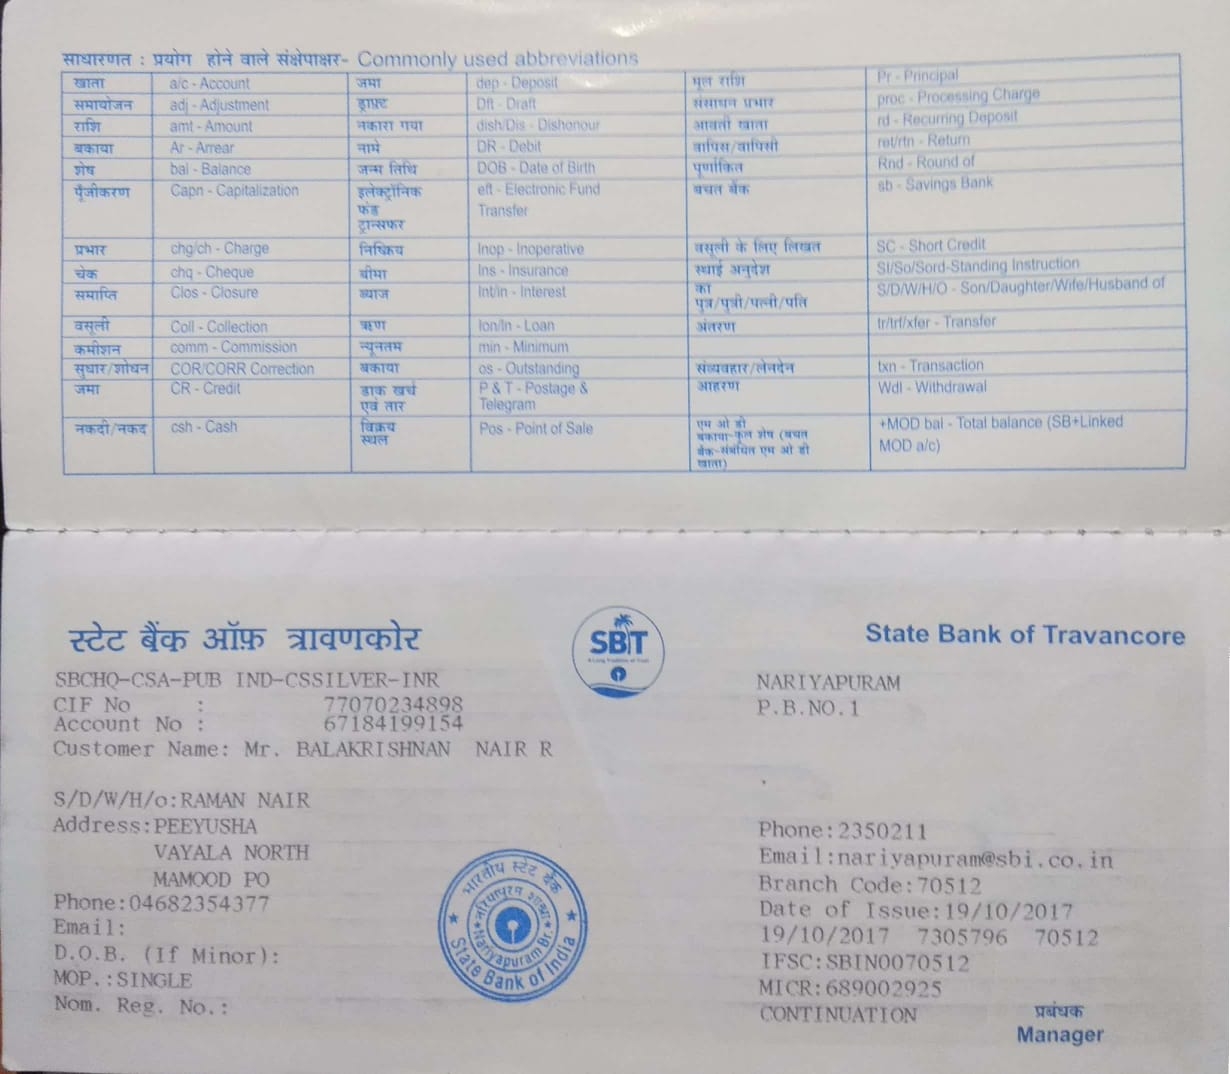 साधारणत : प्रयोग होने वाले संक्षेपाक्षर- Commonly used abbreviations
खाता a/c - Account जमा dep - Deposit मूल राशि Pr - Principal
समायोजन adj - Adjustment ड्राफ़्ट Dft - Draft संसाधन प्रभार proc - Processing Charge
राशि amt - Amount नकारा गया dish/Dis - Dishonour आवर्ती खाता rd - Recurring Deposit
बकाया Ar - Arrear नामे DR - Debit वापिस/वापिसी ret/rtn - Return
शेष bal - Balance जन्म तिथि DOB - Date of Birth पूर्णांकित Rnd - Round of
पूँजीकरण Capn - Capitalization इलेक्ट्रॉनिक eft - Electronic Fund बचत बैंक sb - Savings Bank
फंड Transfer
ट्रान्सफर
प्रभार chg/ch - Charge निष्क्रिय Inop - Inoperative वसूली के लिए लिखत SC - Short Credit
चेक chq - Cheque बीमा Ins - Insurance स्थाई अनुदेश SI/So/Sord-Standing Instruction
समाप्ति Clos - Closure ब्याज Int/in - Interest का S/D/W/H/O - Son/Daughter/Wife/Husband of
पुत्र/पुत्री/पत्नी/पति
वसूली Coll - Collection ऋण lon/ln - Loan अंतरण tr/trf/xfer - Transfer
कमीशन comm - Commission न्यूनतम min - Minimum
सुधार/शोधन COR/CORR Correction बकाया os - Outstanding संव्यवहार/लेनदेन txn - Transaction
जमा CR - Credit डाक खर्च P & T - Postage & आहरण Wdl - Withdrawal
एवं तार Telegram
नकदी/नकद csh - Cash विक्रय Pos - Point of Sale एम ओ डी +MOD bal - Total balance (SB+Linked
स्थल बकाया-कुल शेष (बचत MOD a/c)
बैंक-संबंधित एम ओ डी
खाता)
स्टेट बैंक ऑफ़ त्रावणकोर SBT State Bank of Travancore
A Long Tradition of Trust
SBCHQ-CSA-PUB IND-CSSILVER-INR
CIF No : 77070234898
Account No : 67184199154
Customer Name: Mr. BALAKRISHNAN NAIR R
S/D/W/H/o:RAMAN NAIR
Address:PEEYUSHA
VAYALA NORTH
MAMOOD PO
Phone:04682354377
Email:
D.O.B. (If Minor):
MOP.:SINGLE
Nom. Reg. No.:
भारतीय स्टेट बैंक
नरियापुरम शाखा
Nariyapuram Br.
State Bank of India
NARIYAPURAM
P.B.NO.1
Phone:2350211
Email:nariyapuram@sbi.co.in
Branch Code:70512
Date of Issue:19/10/2017
19/10/2017 7305796 70512
IFSC:SBIN0070512
MICR:689002925
CONTINUATION
प्रबंधक
Manager